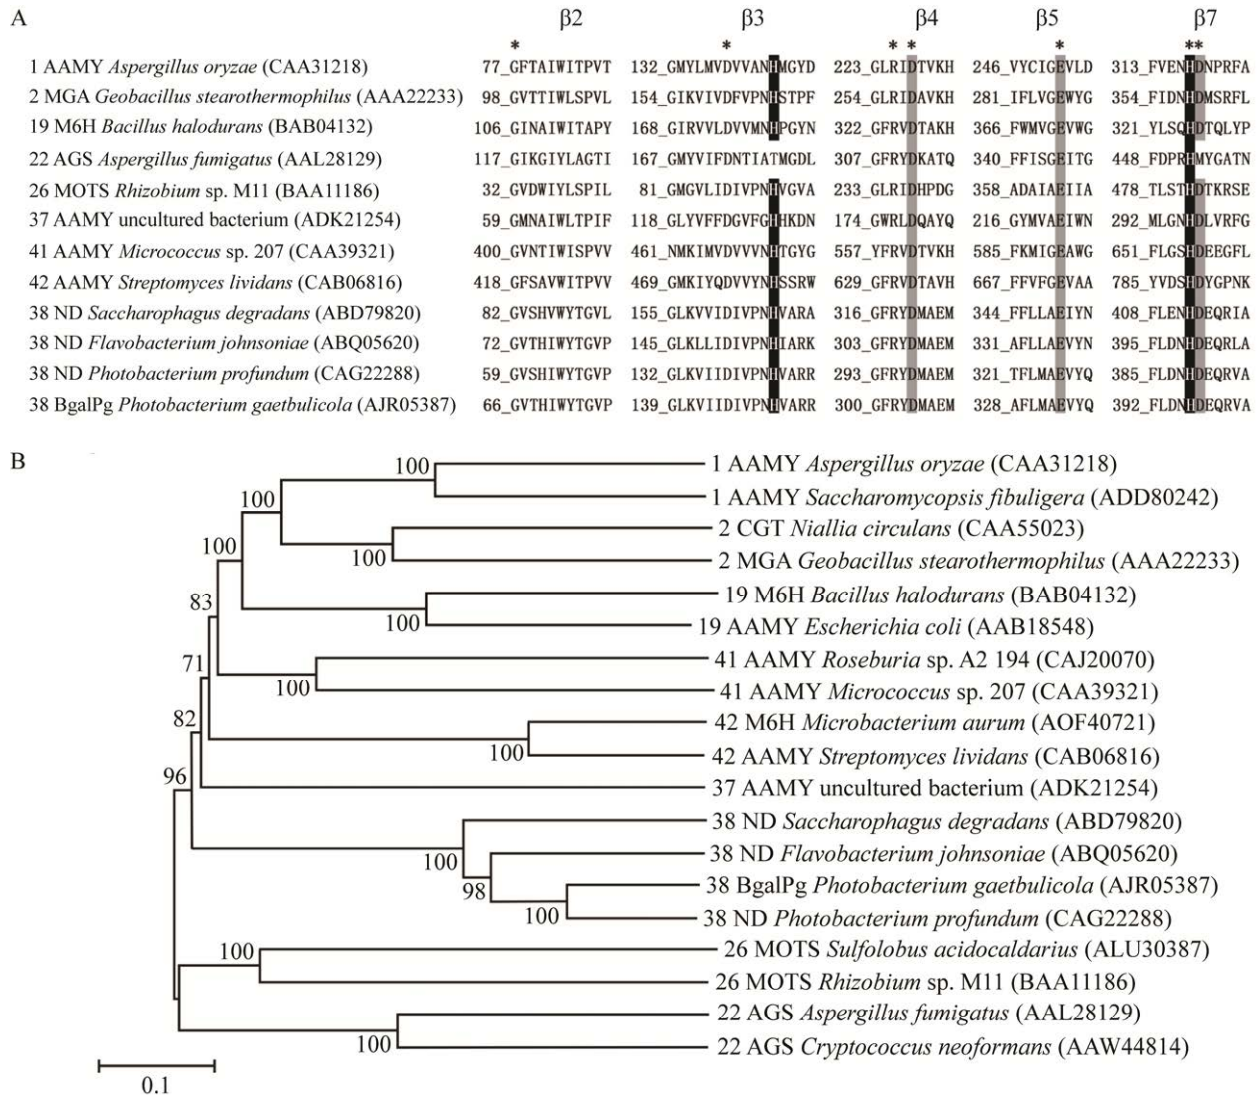 A
β2 β3 β4 β5 β7
* * * * * **
1 AAMY Aspergillus oryzae (CAA31218) 77_GFTAIWITPVT 132_GMYLMVDVVANHMGYD 223_GLRIDTVKH 246_VYCIGEVLD 313_FVENHDNPRFA
2 MGA Geobacillus stearothermophilus (AAA22233) 98_GVTTIWLSPVL 154_GIKVIVDFVPNHSTPF 254_GLRIDAVKH 281_IFLVGEWYG 354_FIDNHDMSRFL
19 M6H Bacillus halodurans (BAB04132) 106_GINAIWITAPY 168_GIRVVLDVVMNHPGYN 322_GFRVDTAKH 366_FWMVGEVWG 321_YLSQHDTQLYP
22 AGS Aspergillus fumigatus (AAL28129) 117_GIKGIYLAGTI 167_GMYVIFDNTIATMGDL 307_GFRYDKATQ 340_FFISGEITG 448_FDPRHMYGATN
26 MOTS Rhizobium sp. M11 (BAA11186) 32_GVDWIYLSPIL 81_GMGVLIDIVPNHVGVA 233_GLRIDHPDG 358_ADAIAEIIA 478_TLSTHDTKRSE
37 AAMY uncultured bacterium (ADK21254) 59_GMNAIWLTPIF 118_GLYVFFDGVFGHHKDN 174_GWRLDQAYQ 216_GYMVAEIWN 292_MLGNHDLVRFG
41 AAMY Micrococcus sp. 207 (CAA39321) 400_GVNTIWISPVV 461_NMKIMVDVVVNHTGYG 557_YFRVDTVKH 585_FKMIGEAWG 651_FLGSHDEEGFL
42 AAMY Streptomyces lividans (CAB06816) 418_GFSAVWITPVV 469_GMKIYQDVVYNHSSRW 629_GFRVDTAVH 667_FFVFGEVAA 785_YVDSHDYGPNK
38 ND Saccharophagus degradans (ABD79820) 82_GVSHVWYTGVL 155_GLKVVIDIVPNHVARA 316_GFRYDMAEM 344_FFLLAEIYN 408_FLENHDEQRIA
38 ND Flavobacterium johnsoniae (ABQ05620) 72_GVTHIWYTGVP 145_GLKLLIDIVPNHIARK 303_GFRYDMAEM 331_AFLLAEVYN 395_FLDNHDEQRLA
38 ND Photobacterium profundum (CAG22288) 59_GVSHIWYTGVP 132_GLKVIIDIVPNHVARR 293_GFRYDMAEM 321_TFLMAEVYQ 385_FLDNHDEQRVA
38 BgalPg Photobacterium gaetbulicola (AJR05387) 66_GVTHIWYTGVP 139_GLKVIIDIVPNHVARR 300_GFRYDMAEM 328_AFLMAEVYQ 392_FLDNHDEQRVA
B
100 1 AAMY Aspergillus oryzae (CAA31218)
100 1 AAMY Saccharomycopsis fibuligera (ADD80242)
2 CGT Niallia circulans (CAA55023)
100 100 2 MGA Geobacillus stearothermophilus (AAA22233)
83 19 M6H Bacillus halodurans (BAB04132)
100 19 AAMY Escherichia coli (AAB18548)
71 41 AAMY Roseburia sp. A2 194 (CAJ20070)
100 41 AAMY Micrococcus sp. 207 (CAA39321)
82 42 M6H Microbacterium aurum (AOF40721)
100 42 AAMY Streptomyces lividans (CAB06816)
96 37 AAMY uncultured bacterium (ADK21254)
38 ND Saccharophagus degradans (ABD79820)
100 38 ND Flavobacterium johnsoniae (ABQ05620)
98 38 BgalPg Photobacterium gaetbulicola (AJR05387)
100 38 ND Photobacterium profundum (CAG22288)
100 26 MOTS Sulfolobus acidocaldarius (ALU30387)
26 MOTS Rhizobium sp. M11 (BAA11186)
22 AGS Aspergillus fumigatus (AAL28129)
100 22 AGS Cryptococcus neoformans (AAW44814)
0.1